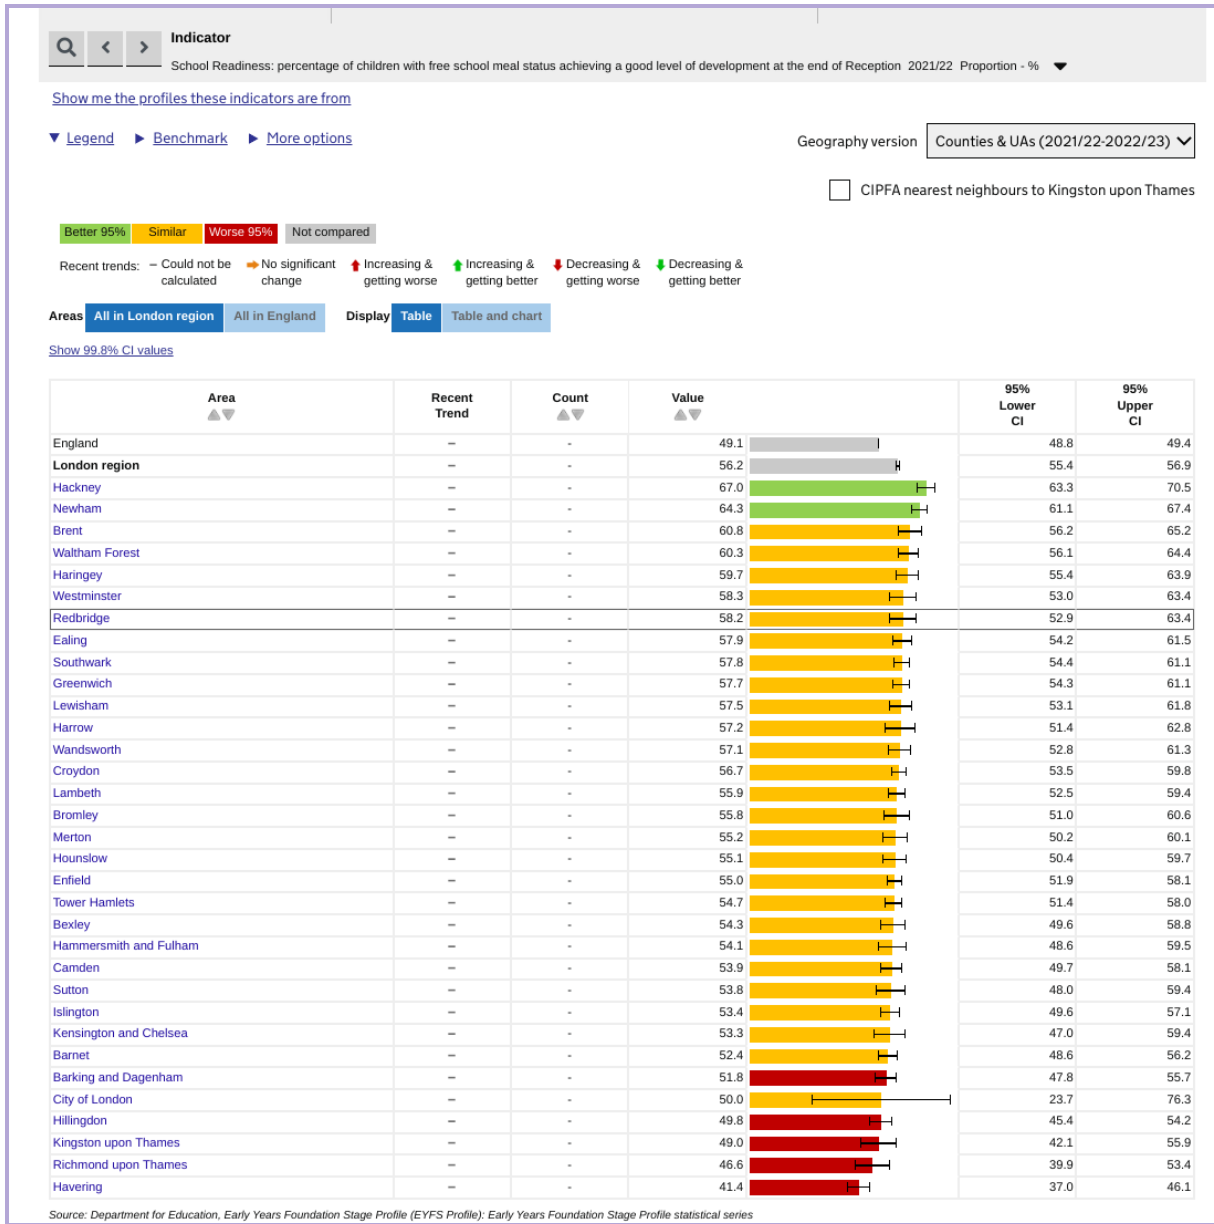 Indicator
School Readiness: percentage of children with free school meal status achieving a good level of development at the end of Reception 2021/22 Proportion - %
Show me the profiles these indicators are from
Legend Benchmark More options
Geography version Counties & UAs (2021/22-2022/23)
CIPFA nearest neighbours to Kingston upon Thames
Better 95% Similar Worse 95% Not compared
Recent trends: – Could not be calculated No significant change Increasing & getting worse Increasing & getting better Decreasing & getting worse Decreasing & getting better
Areas All in London region All in England Display Table Table and chart
Show 99.8% CI values
Area Recent Trend Count Value 95% Lower CI 95% Upper CI
England – - 49.1 48.8 49.4
London region – - 56.2 55.4 56.9
Hackney – - 67.0 63.3 70.5
Newham – - 64.3 61.1 67.4
Brent – - 60.8 56.2 65.2
Waltham Forest – - 60.3 56.1 64.4
Haringey – - 59.7 55.4 63.9
Westminster – - 58.3 53.0 63.4
Redbridge – - 58.2 52.9 63.4
Ealing – - 57.9 54.2 61.5
Southwark – - 57.8 54.4 61.1
Greenwich – - 57.7 54.3 61.1
Lewisham – - 57.5 53.1 61.8
Harrow – - 57.2 51.4 62.8
Wandsworth – - 57.1 52.8 61.3
Croydon – - 56.7 53.5 59.8
Lambeth – - 55.9 52.5 59.4
Bromley – - 55.8 51.0 60.6
Merton – - 55.2 50.2 60.1
Hounslow – - 55.1 50.4 59.7
Enfield – - 55.0 51.9 58.1
Tower Hamlets – - 54.7 51.4 58.0
Bexley – - 54.3 49.6 58.8
Hammersmith and Fulham – - 54.1 48.6 59.5
Camden – - 53.9 49.7 58.1
Sutton – - 53.8 48.0 59.4
Islington – - 53.4 49.6 57.1
Kensington and Chelsea – - 53.3 47.0 59.4
Barnet – - 52.4 48.6 56.2
Barking and Dagenham – - 51.8 47.8 55.7
City of London – - 50.0 23.7 76.3
Hillingdon – - 49.8 45.4 54.2
Kingston upon Thames – - 49.0 42.1 55.9
Richmond upon Thames – - 46.6 39.9 53.4
Havering – - 41.4 37.0 46.1
Source: Department for Education, Early Years Foundation Stage Profile (EYFS Profile): Early Years Foundation Stage Profile statistical series